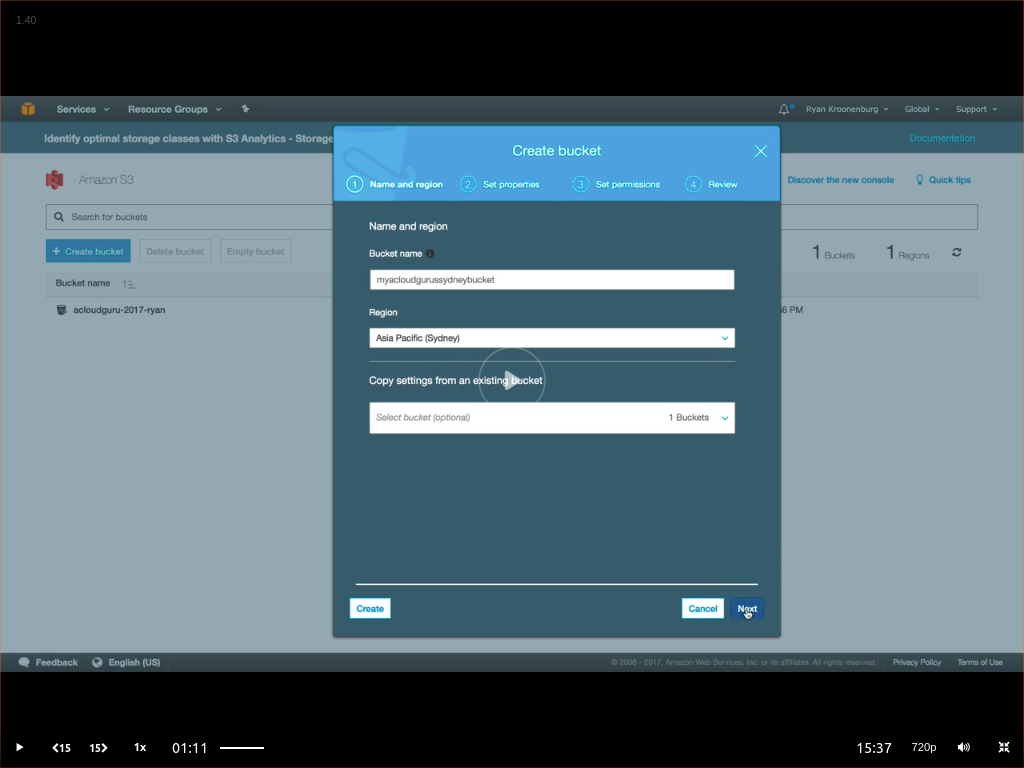 1.40
Services Resource Groups Ryan Kroonenburg Global Support
Identify optimal storage classes with S3 Analytics - Storage Documentation
Create bucket
1 Name and region 2 Set properties 3 Set permissions 4 Review
Amazon S3 Discover the new console Quick tips
Search for buckets
Name and region
+ Create bucket Delete bucket Empty bucket 1 Buckets 1 Regions
Bucket name
myacloudgurussydneybucket
Bucket name
acloudguru-2017-ryan PM
Region
Asia Pacific (Sydney)
Copy settings from an existing bucket
Select bucket (optional) 1 Buckets
Create Cancel Next
Feedback English (US) © 2008 - 2017, Amazon Web Services, Inc. or its affiliates. All rights reserved. Privacy Policy Terms of Use
15 15 1x 01:11 15:37 720p